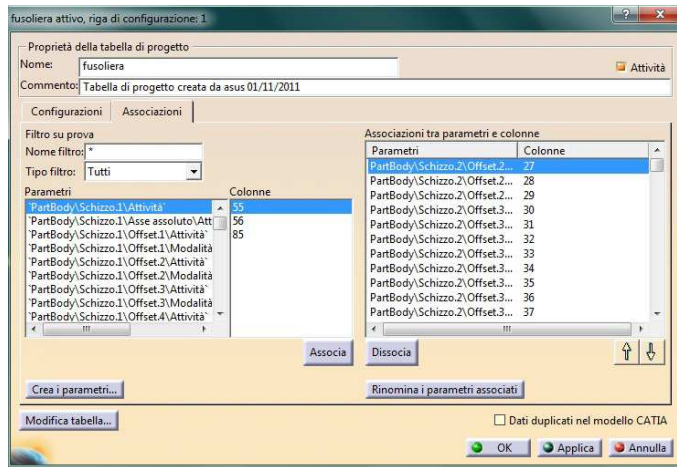 fusoliera attivo, riga di configurazione: 1
Proprietà della tabella di progetto
Nome: fusoliera
Attività
Commento: Tabella di progetto creata da asus 01/11/2011
Configurazioni Associazioni
Filtro su prova
Nome filtro: *
Tipo filtro: Tutti
Parametri Colonne
`PartBody\Schizzo.1\Attività` 55
`PartBody\Schizzo.1\Asse assoluto\Att 56
`PartBody\Schizzo.1\Offset.1\Attività` 85
`PartBody\Schizzo.1\Offset.1\Modalità
`PartBody\Schizzo.1\Offset.2\Attività`
`PartBody\Schizzo.1\Offset.2\Modalità
`PartBody\Schizzo.1\Offset.3\Attività`
`PartBody\Schizzo.1\Offset.3\Modalità
`PartBody\Schizzo.1\Offset.4\Attività`
Associa
Crea i parametri...
Associazioni tra parametri e colonne
Parametri Colonne
PartBody\Schizzo.2\Offset.2... 27
PartBody\Schizzo.2\Offset.2... 28
PartBody\Schizzo.2\Offset.2... 29
PartBody\Schizzo.2\Offset.3... 30
PartBody\Schizzo.2\Offset.3... 31
PartBody\Schizzo.2\Offset.3... 32
PartBody\Schizzo.2\Offset.3... 33
PartBody\Schizzo.2\Offset.3... 34
PartBody\Schizzo.2\Offset.3... 35
PartBody\Schizzo.2\Offset.3... 36
PartBody\Schizzo.2\Offset.3... 37
Dissocia
Rinomina i parametri associati
Modifica tabella...
Dati duplicati nel modello CATIA
OK Applica Annulla